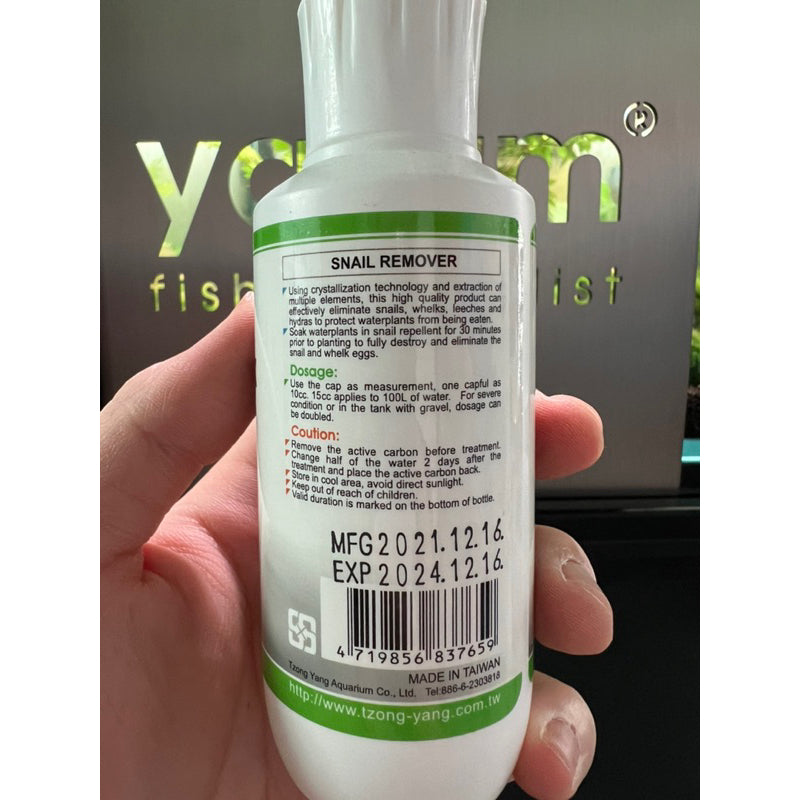 fish ist
®
SNAIL REMOVER
Using crystallization technology and extraction of
multiple elements, this high quality product can
effectively eliminate snails, whelks, leeches and
hydras to protect waterplants from being eaten.
Soak waterplants in snail repellent for 30 minutes
prior to planting to fully destroy and eliminate the
snail and whelk eggs.
Dosage:
Use the cap as measurement, one capful as
10cc. 15cc applies to 100L of water. For severe
condition or in the tank with gravel, dosage can
be doubled.
Coution:
Remove the active carbon before treatment.
Change half of the water 2 days after the
treatment and place the active carbon back.
Store in cool area, avoid direct sunlight.
Keep out of reach of children.
Valid duration is marked on the bottom of bottle.
MFG 2021.12.16.
EXP 2024.12.16.
4 719856 837659
MADE IN TAIWAN
Tzong Yang Aquarium Co., Ltd. Tel:886-6-2303818
http://www.tzong-yang.com.tw